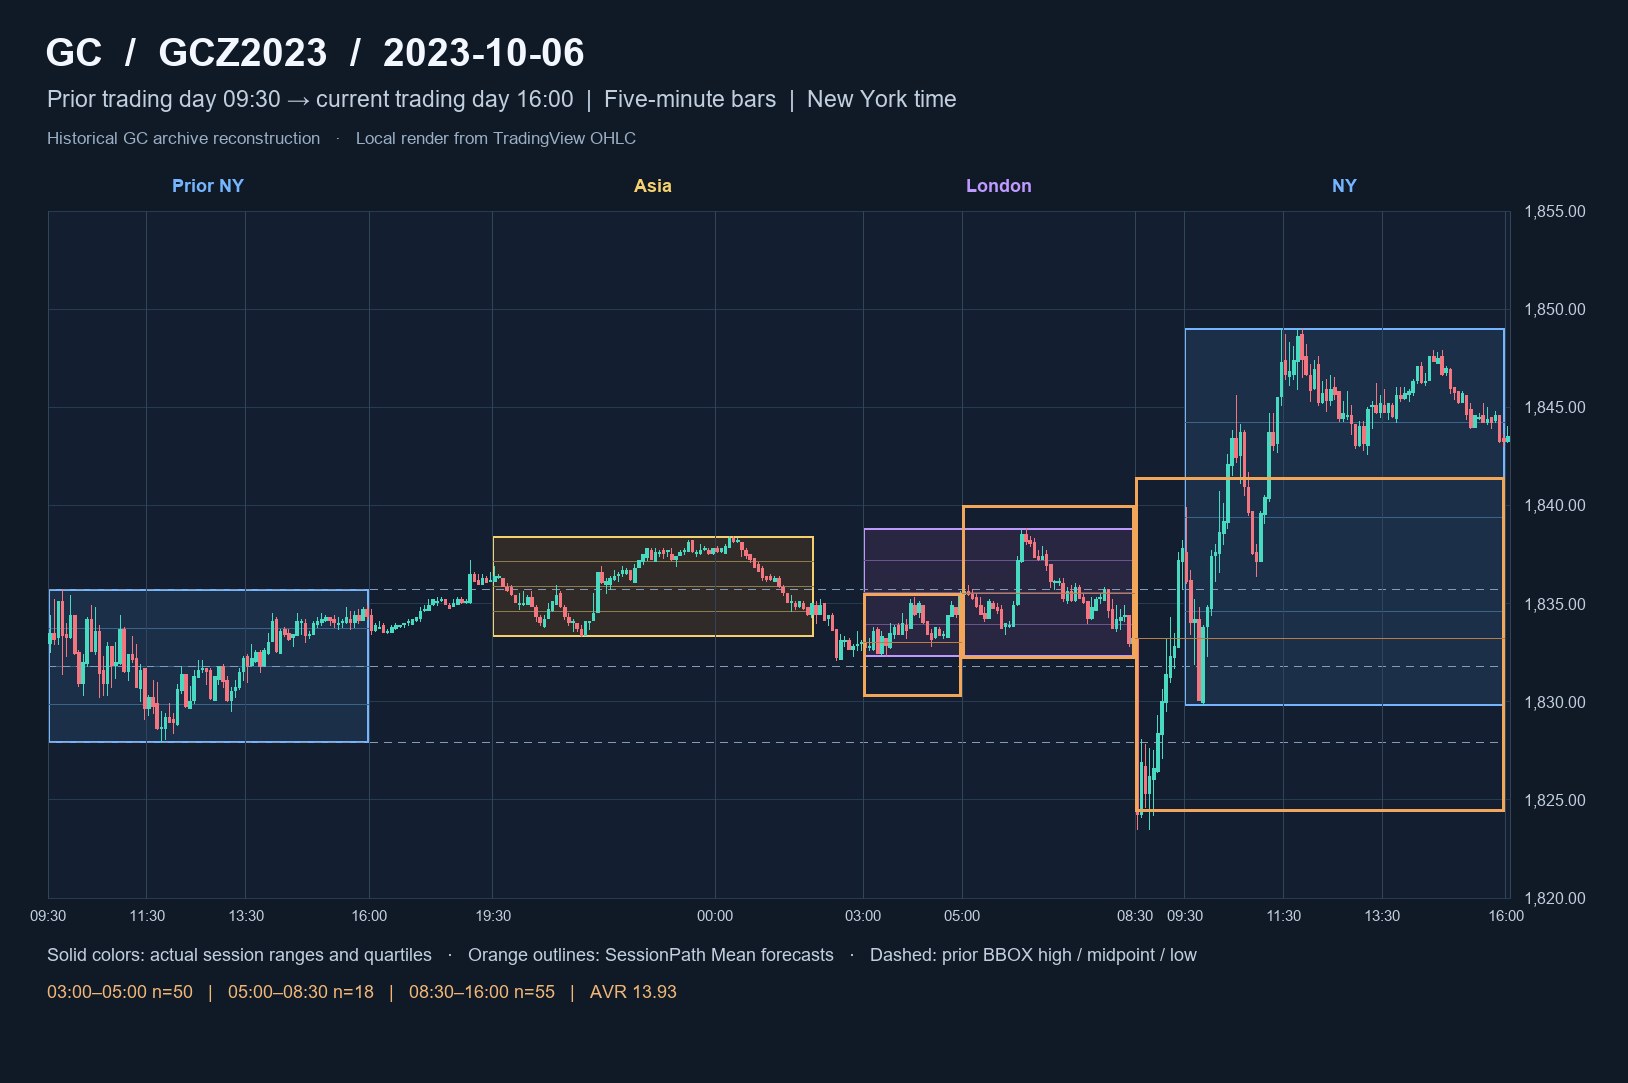 GC / GCZ2023 / 2023-10-06
Prior trading day 09:30 → current trading day 16:00 | Five-minute bars | New York time
Historical GC archive reconstruction · Local render from TradingView OHLC
Prior NY Asia London NY
1,855.00
1,850.00
1,845.00
1,840.00
1,835.00
1,830.00
1,825.00
1,820.00
09:30 11:30 13:30 16:00 19:30 00:00 03:00 05:00 08:30 09:30 11:30 13:30 16:00
Solid colors: actual session ranges and quartiles · Orange outlines: SessionPath Mean forecasts · Dashed: prior BBOX high / midpoint / low
03:00–05:00 n=50 | 05:00–08:30 n=18 | 08:30–16:00 n=55 | AVR 13.93